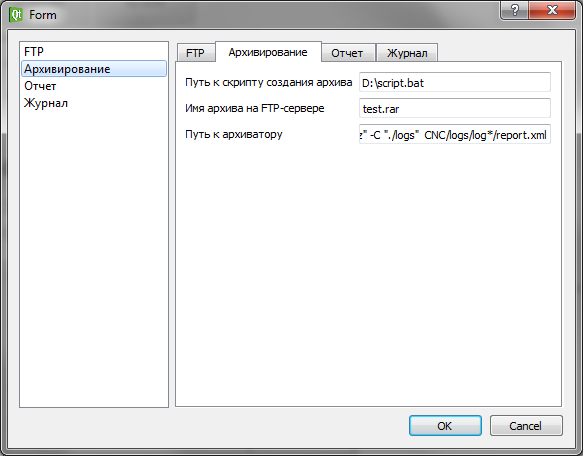 Qt Form
FTP
Архивирование
Отчет
Журнал
FTP Архивирование Отчет Журнал
Путь к скрипту создания архива D:\script.bat
Имя архива на FTP-сервере test.rar
Путь к архиватору z" -C "./logs" CNC/logs/log*/report.xml
OK Cancel